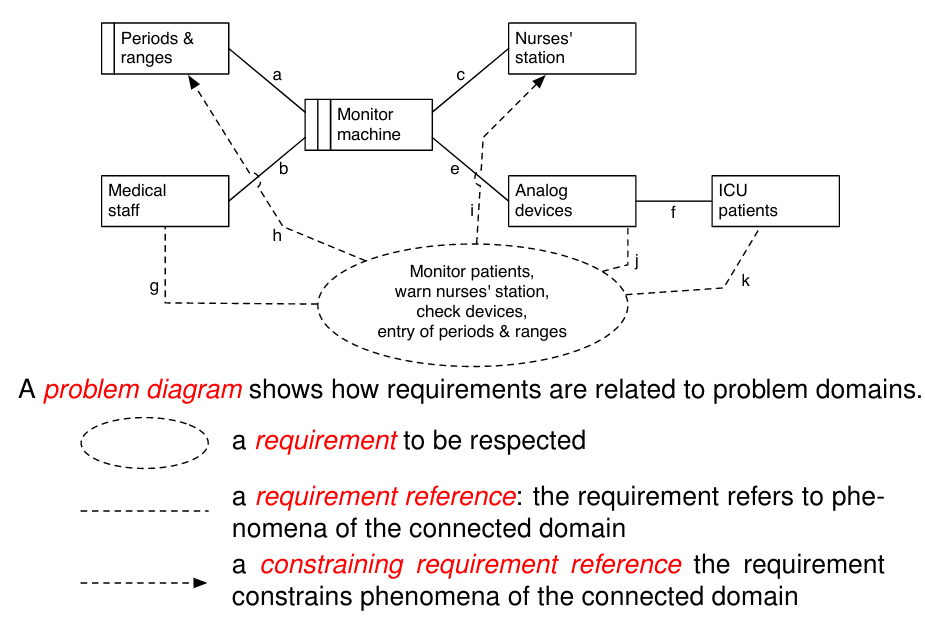 Periods &
ranges
Nurses'
station
a
c
Monitor
machine
b
e
Medical
staff
Analog
devices
ICU
patients
f
i
h
j
g
k
Monitor patients,
warn nurses' station,
check devices,
entry of periods & ranges
A problem diagram shows how requirements are related to problem domains.
a requirement to be respected
a requirement reference: the requirement refers to phe-
nomena of the connected domain
a constraining requirement reference the requirement
constrains phenomena of the connected domain